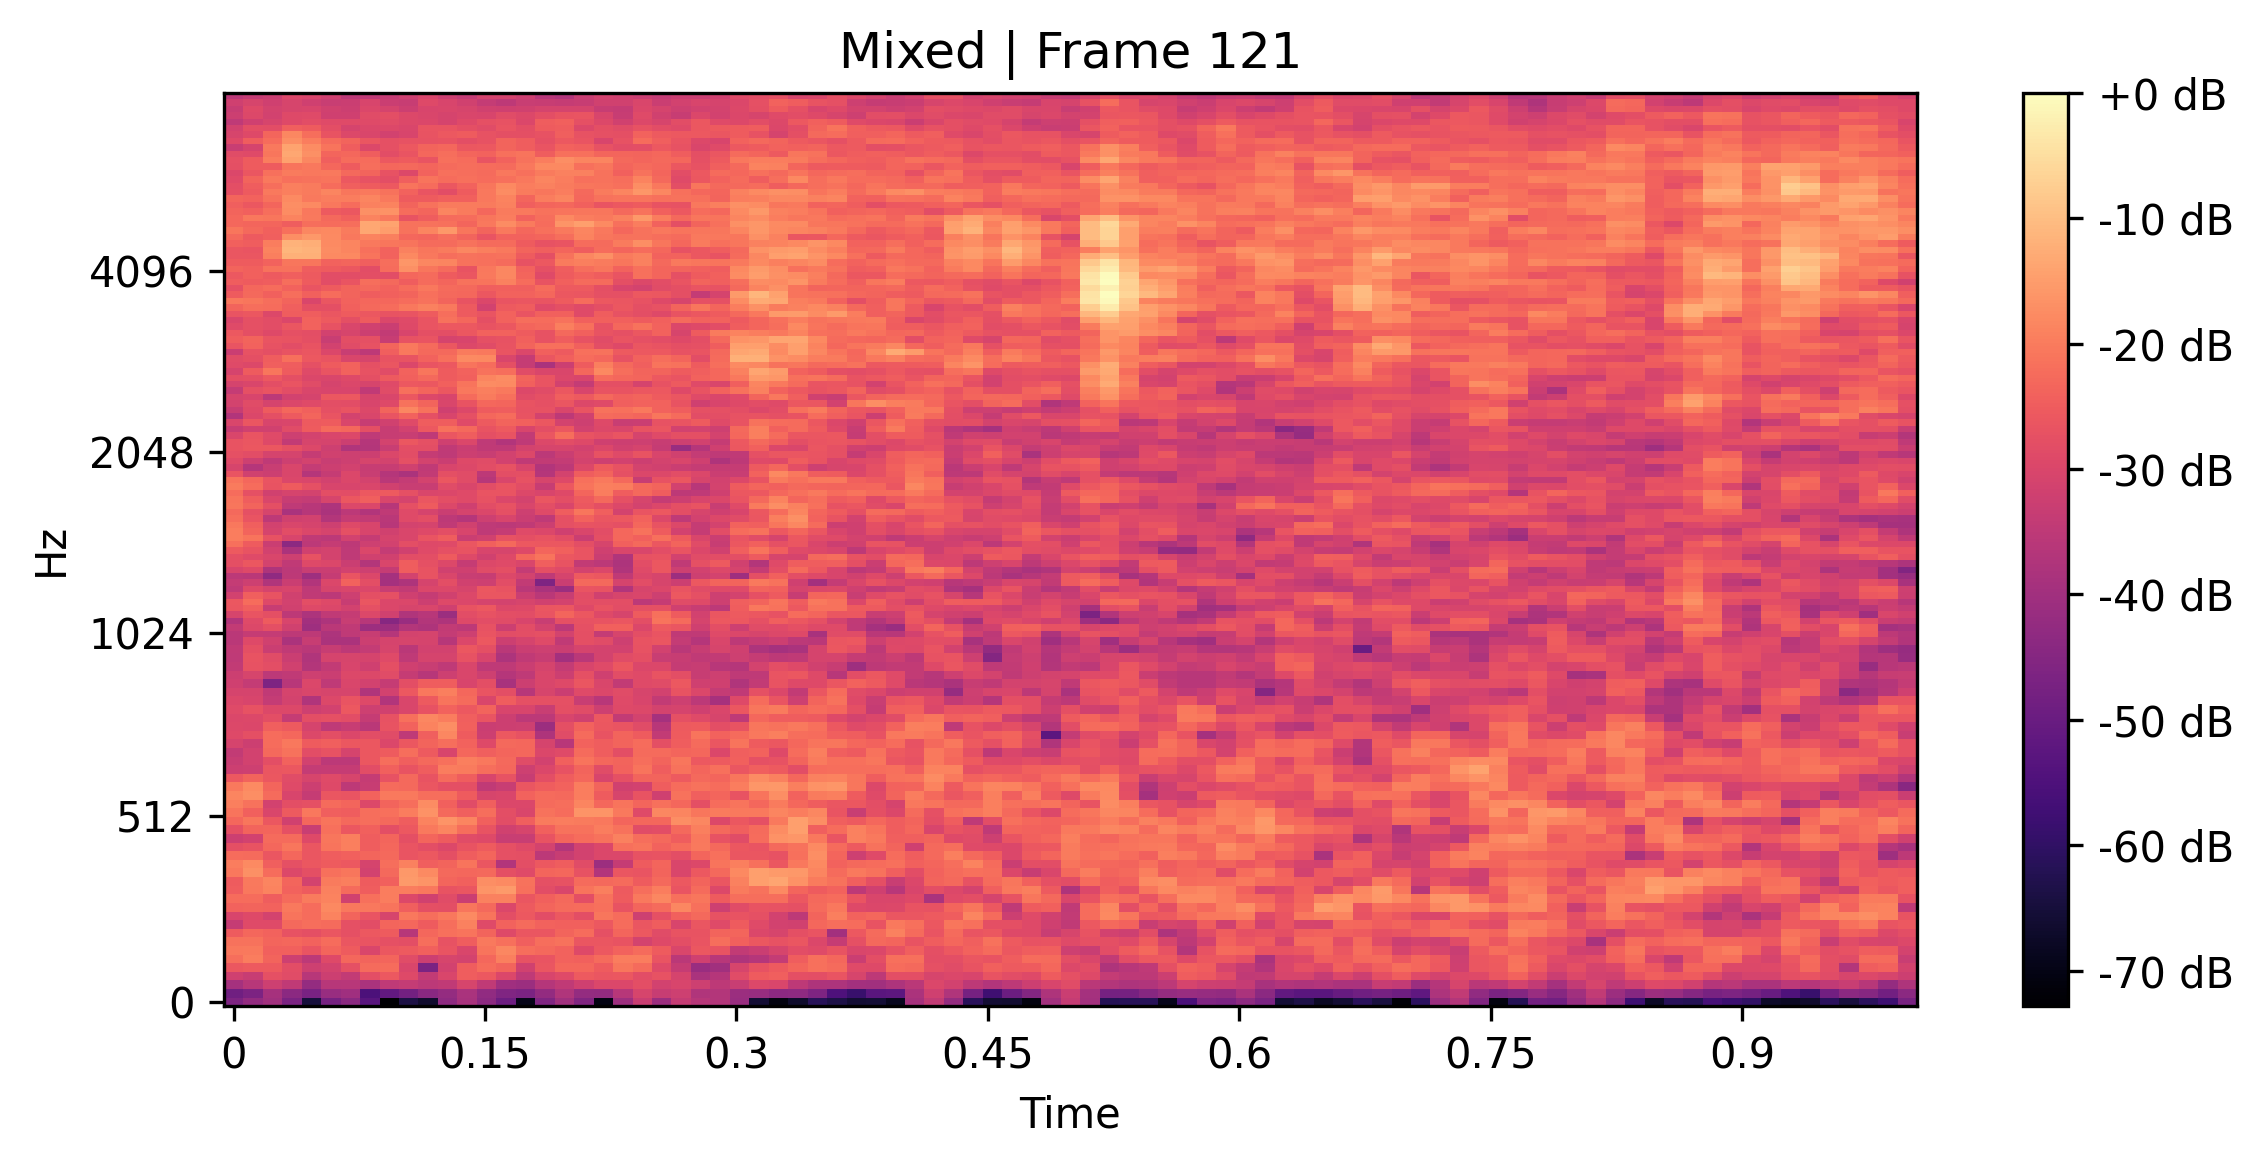 Mixed | Frame 121
+0 dB
-10 dB
-20 dB
-30 dB
-40 dB
-50 dB
-60 dB
-70 dB
Hz
4096
2048
1024
512
0
0 0.15 0.3 0.45 0.6 0.75 0.9
Time